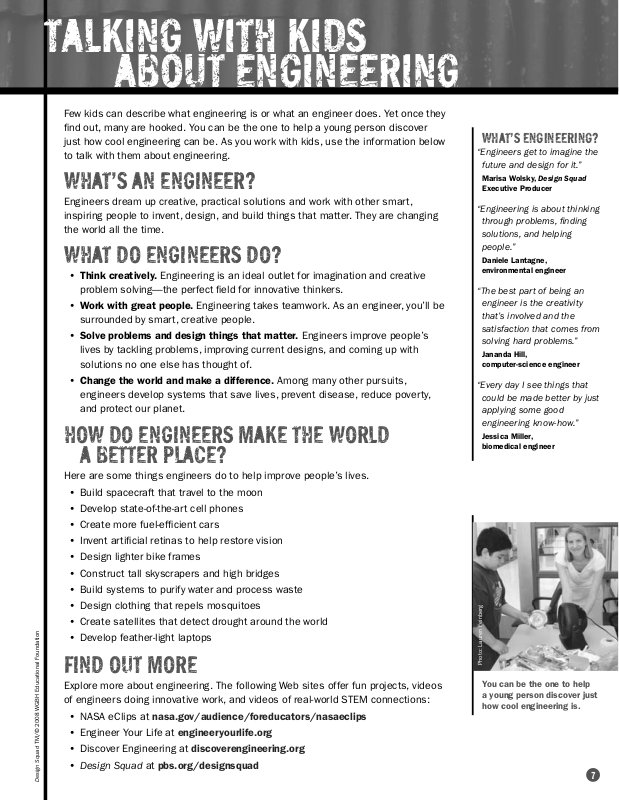 TALKING WITH KIDS
ABOUT ENGINEERING
Few kids can describe what engineering is or what an engineer does. Yet once they
find out, many are hooked. You can be the one to help a young person discover
just how cool engineering can be. As you work with kids, use the information below
to talk with them about engineering.
WHAT'S AN ENGINEER?
Engineers dream up creative, practical solutions and work with other smart,
inspiring people to invent, design, and build things that matter. They are changing
the world all the time.
WHAT DO ENGINEERS DO?
• Think creatively. Engineering is an ideal outlet for imagination and creative
problem solving—the perfect field for innovative thinkers.
• Work with great people. Engineering takes teamwork. As an engineer, you'll be
surrounded by smart, creative people.
• Solve problems and design things that matter. Engineers improve people's
lives by tackling problems, improving current designs, and coming up with
solutions no one else has thought of.
• Change the world and make a difference. Among many other pursuits,
engineers develop systems that save lives, prevent disease, reduce poverty,
and protect our planet.
HOW DO ENGINEERS MAKE THE WORLD
A BETTER PLACE?
Here are some things engineers do to help improve people's lives.
• Build spacecraft that travel to the moon
• Develop state-of-the-art cell phones
• Create more fuel-efficient cars
• Invent artificial retinas to help restore vision
• Design lighter bike frames
• Construct tall skyscrapers and high bridges
• Build systems to purify water and process waste
• Design clothing that repels mosquitoes
• Create satellites that detect drought around the world
• Develop feather-light laptops
FIND OUT MORE
Explore more about engineering. The following Web sites offer fun projects, videos
of engineers doing innovative work, and videos of real-world STEM connections:
• NASA eClips at nasa.gov/audience/foreducators/nasaeclips
• Engineer Your Life at engineeryourlife.org
• Discover Engineering at discoverengineering.org
• Design Squad at pbs.org/designsquad
WHAT'S ENGINEERING?
"Engineers get to imagine the
future and design for it."
Marisa Wolsky, Design Squad
Executive Producer
"Engineering is about thinking
through problems, finding
solutions, and helping
people."
Daniele Lantagne,
environmental engineer
"The best part of being an
engineer is the creativity
that's involved and the
satisfaction that comes from
solving hard problems."
Jananda Hill,
computer-science engineer
"Every day I see things that
could be made better by just
applying some good
engineering know-how."
Jessica Miller,
biomedical engineer
Photo: Lauren Feinberg
You can be the one to help
a young person discover just
how cool engineering is.
Design Squad TM/© 2008 WGBH Educational Foundation
7